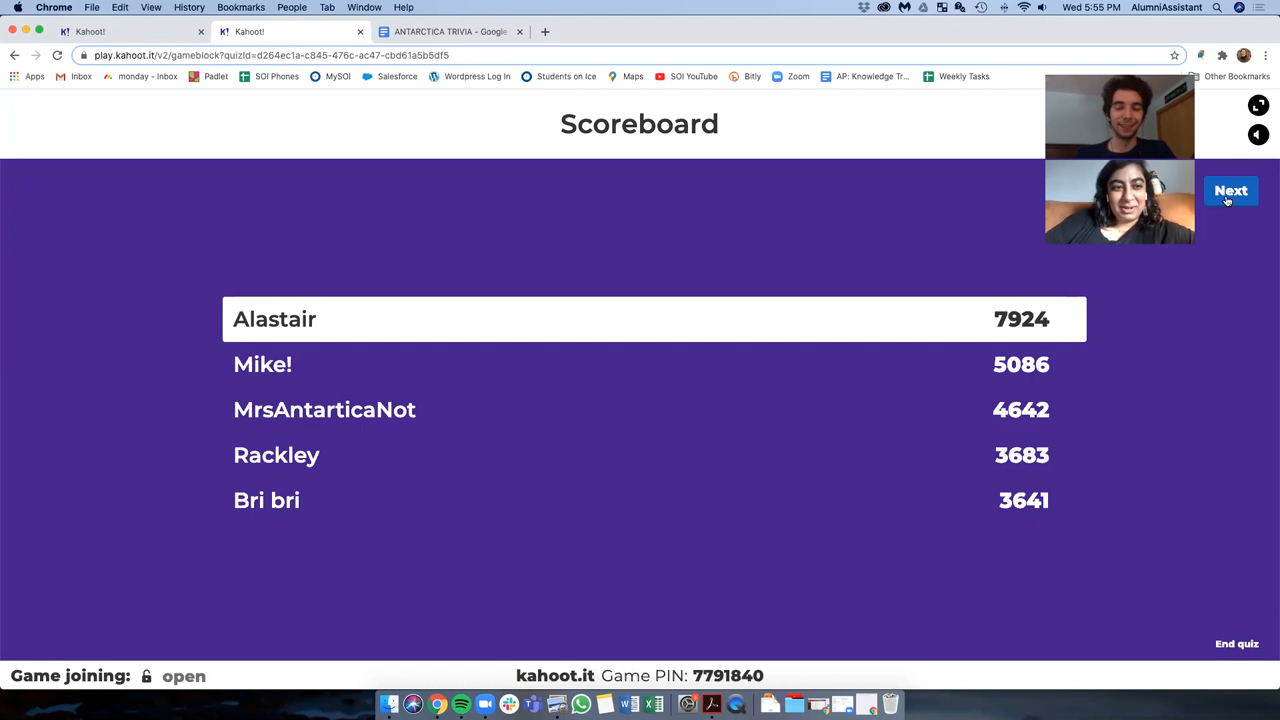 Chrome File Edit View History Bookmarks People Tab Window Help Wed 5:55 PM AlumniAssistant
Kahoot! Kahoot! ANTARCTICA TRIVIA - Google
play.kahoot.it/v2/gameblock?quizId=d264ec1a-c845-476c-ac47-cbd61a5b5df5
Apps Inbox monday - Inbox Padlet SOI Phones MySOI Salesforce Wordpress Log In Students on Ice Maps SOI YouTube Bitly Zoom AP: Knowledge Tr... Weekly Tasks Other Bookmarks
Scoreboard
Next
Alastair 7924
Mike! 5086
MrsAntarticaNot 4642
Rackley 3683
Bri bri 3641
End quiz
Game joining: open kahoot.it Game PIN: 7791840